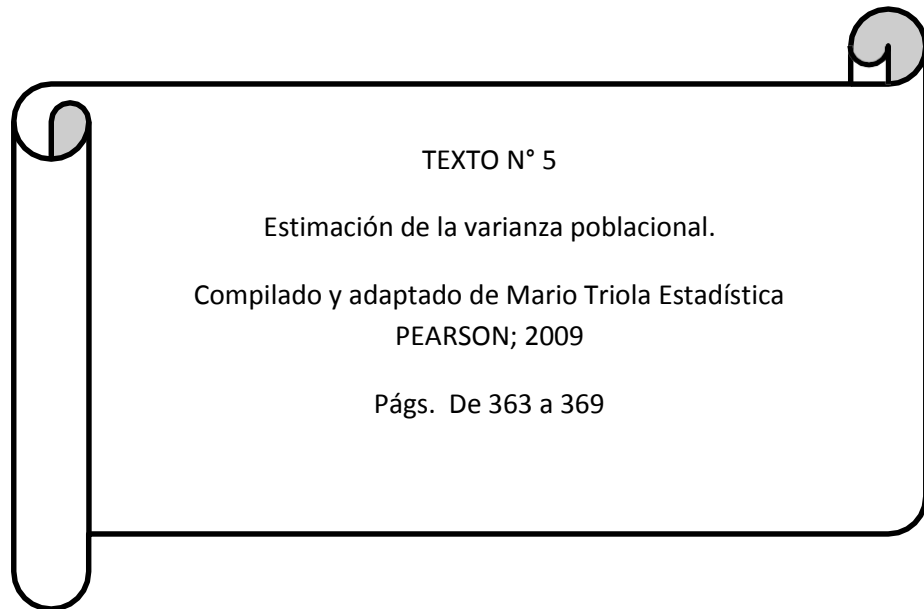 TEXTO N° 5
Estimación de la varianza poblacional.
Compilado y adaptado de Mario Triola Estadística
PEARSON; 2009
Págs. De 363 a 369